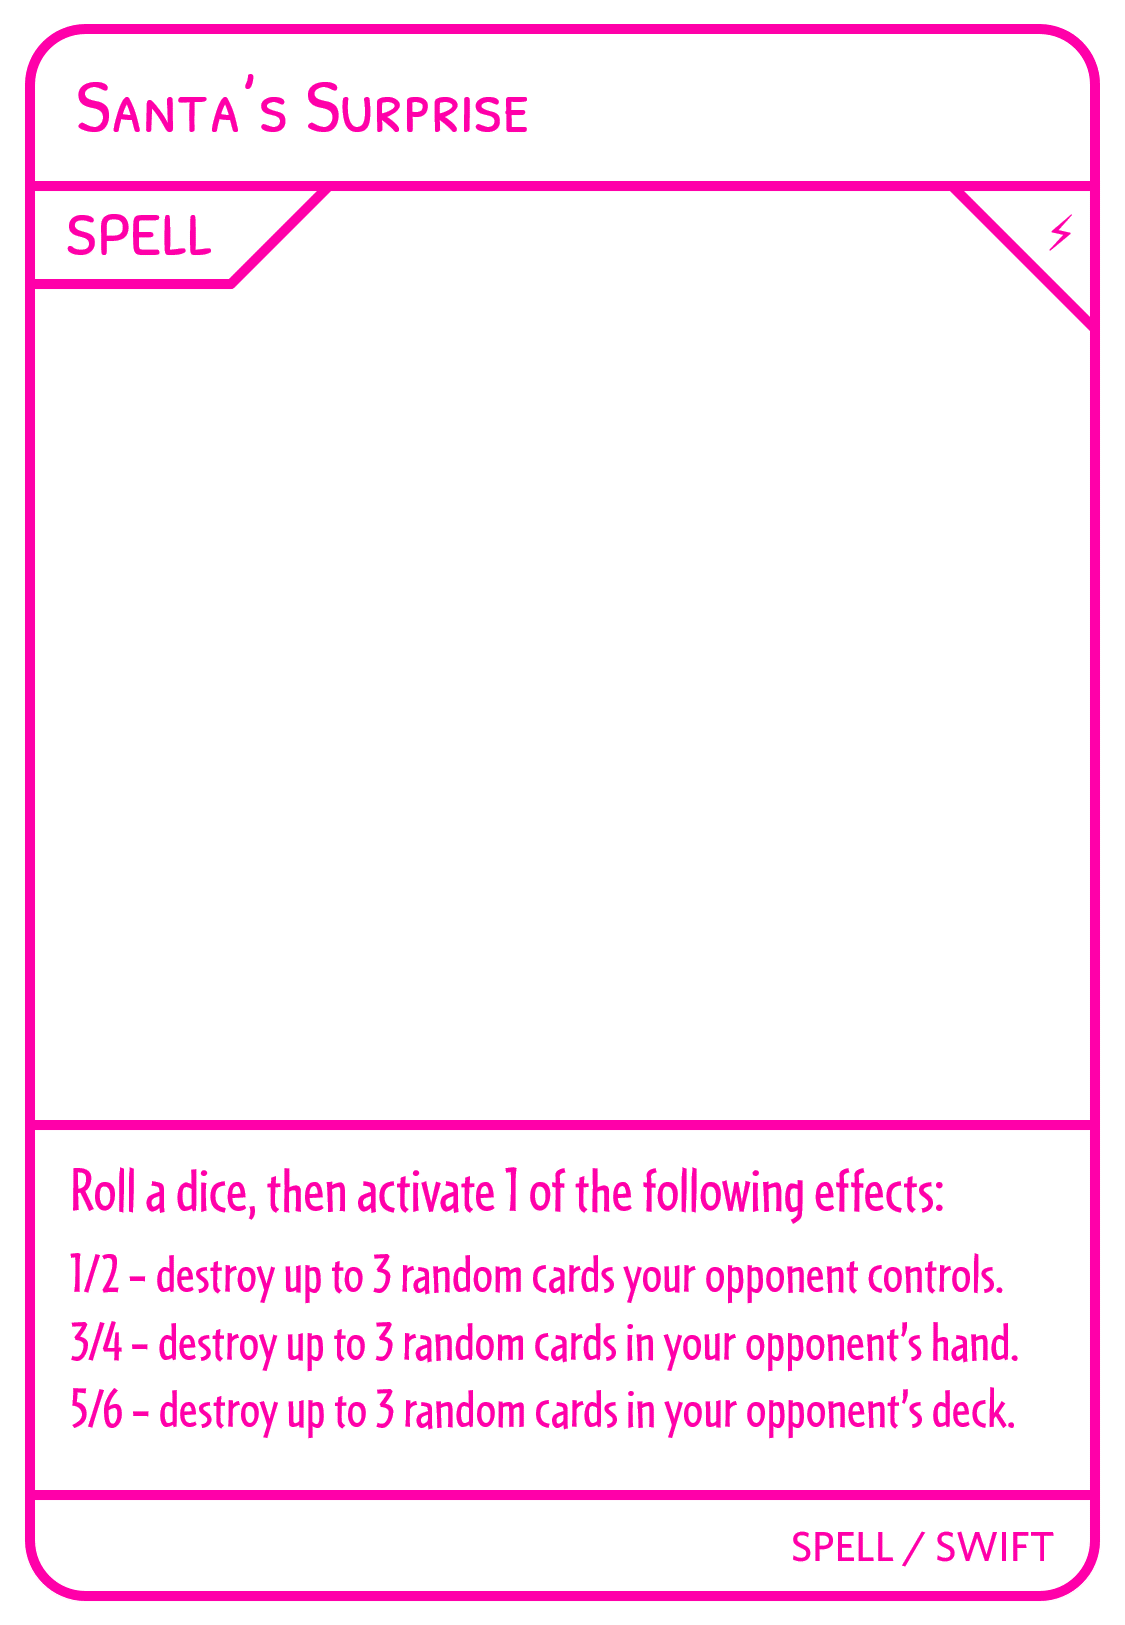 Santa's Surprise
SPELL
⚡
Roll a dice, then activate 1 of the following effects:
1/2 – destroy up to 3 random cards your opponent controls.
3/4 – destroy up to 3 random cards in your opponent’s hand.
5/6 – destroy up to 3 random cards in your opponent’s deck.
SPELL / SWIFT